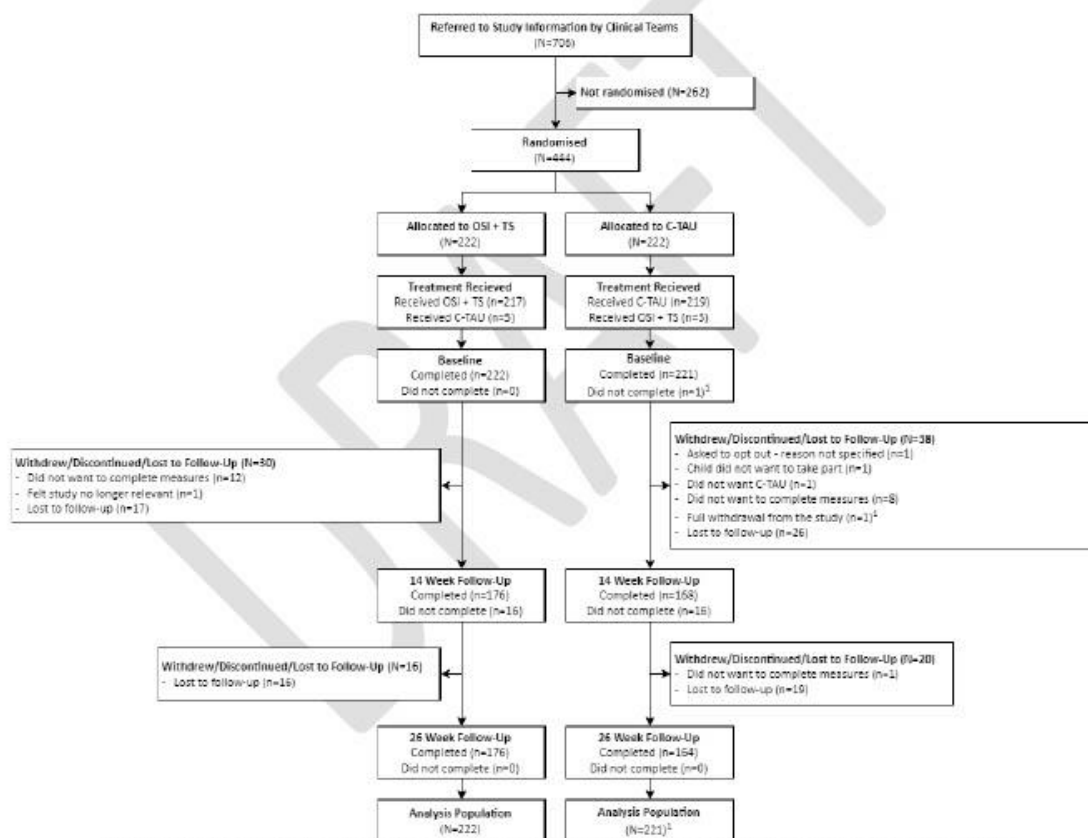 Referred to Study Information by Clinical Teams
(N=706)
Not randomised (N=262)
Randomised
(N=444)
Allocated to OSI + TS
(N=222)
Allocated to C-TAU
(N=222)
Treatment Recieved
Received OSI + TS (n=217)
Received C-TAU (n=5)
Treatment Recieved
Received C-TAU (n=219)
Received OSI + TS (n=3)
Baseline
Completed (n=222)
Did not complete (n=0)
Baseline
Completed (n=221)
Did not complete (n=1)
Withdrew/Discontinued/Lost to Follow-Up (N=30)
- Did not want to complete measures (n=12)
- Felt study no longer relevant (n=1)
- Lost to follow-up (n=17)
Withdrew/Discontinued/Lost to Follow-Up (N=38)
- Asked to opt out - reason not specified (n=1)
- Child did not want to take part (n=1)
- Did not want C-TAU (n=1)
- Did not want to complete measures (n=8)
- Full withdrawal from the study (n=1)¹
- Lost to follow-up (n=26)
14 Week Follow-Up
Completed (n=176)
Did not complete (n=16)
14 Week Follow-Up
Completed (n=168)
Did not complete (n=16)
Withdrew/Discontinued/Lost to Follow-Up (N=16)
- Lost to follow-up (n=16)
Withdrew/Discontinued/Lost to Follow-Up (N=20)
- Did not want to complete measures (n=1)
- Lost to follow-up (n=19)
26 Week Follow-Up
Completed (n=176)
Did not complete (n=0)
26 Week Follow-Up
Completed (n=164)
Did not complete (n=0)
Analysis Population
(N=222)
Analysis Population
(N=221)¹
DRAFT